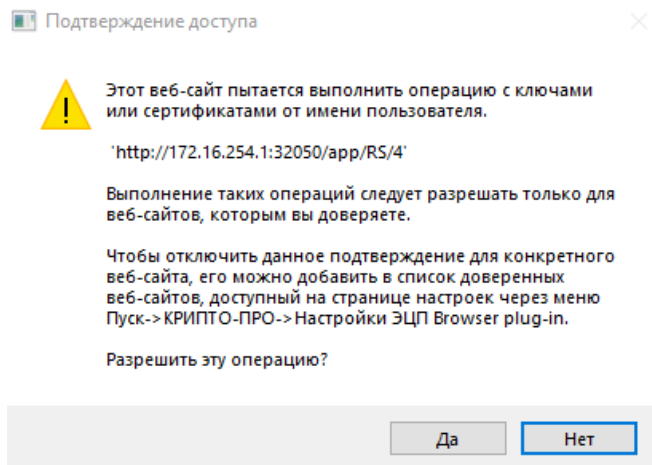 Подтверждение доступа
Этот веб-сайт пытается выполнить операцию с ключами
или сертификатами от имени пользователя.
'http://172.16.254.1:32050/app/RS/4'
Выполнение таких операций следует разрешать только для
веб-сайтов, которым вы доверяете.
Чтобы отключить данное подтверждение для конкретного
веб-сайта, его можно добавить в список доверенных
веб-сайтов, доступный на странице настроек через меню
Пуск->КРИПТО-ПРО->Настройки ЭЦП Browser plug-in.
Разрешить эту операцию?
Да
Нет